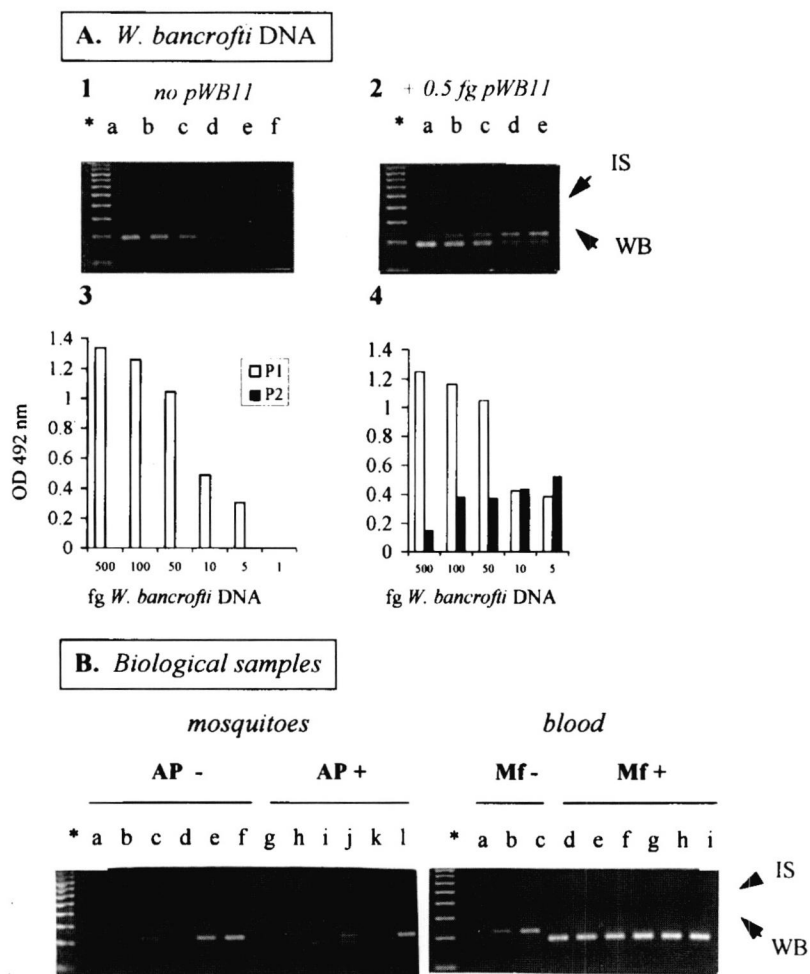 A. W. bancrofti DNA
1 no pWB11
2 + 0.5 fg pWB11
* a b c d e f
* a b c d e
IS
WB
3
4
1.4
1.2
1
0.8
0.6
0.4
0.2
0
OD 492 nm
P1
P2
500 100 50 10 5 1
fg W. bancrofti DNA
1.4
1.2
1
0.8
0.6
0.4
0.2
0
500 100 50 10 5
fg W. bancrofti DNA
B. Biological samples
mosquitoes
blood
AP -
AP +
Mf -
Mf +
* a b c d e f g h i j k l
* a b c d e f g h i
IS
WB